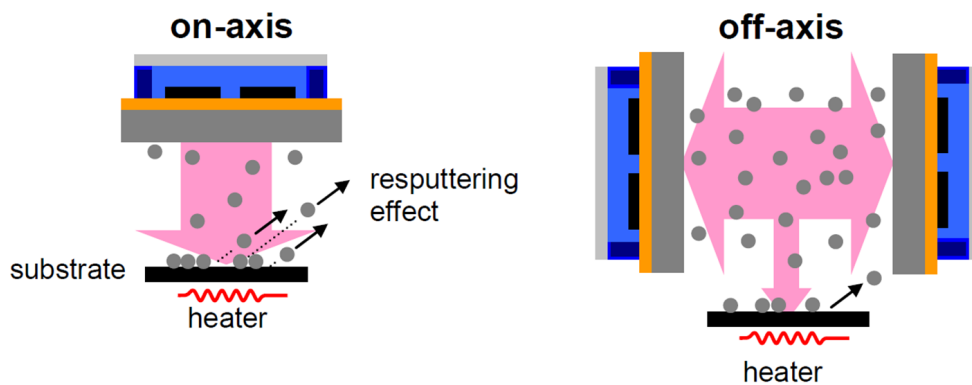 on-axis
off-axis
resputtering
effect
substrate
heater
heater